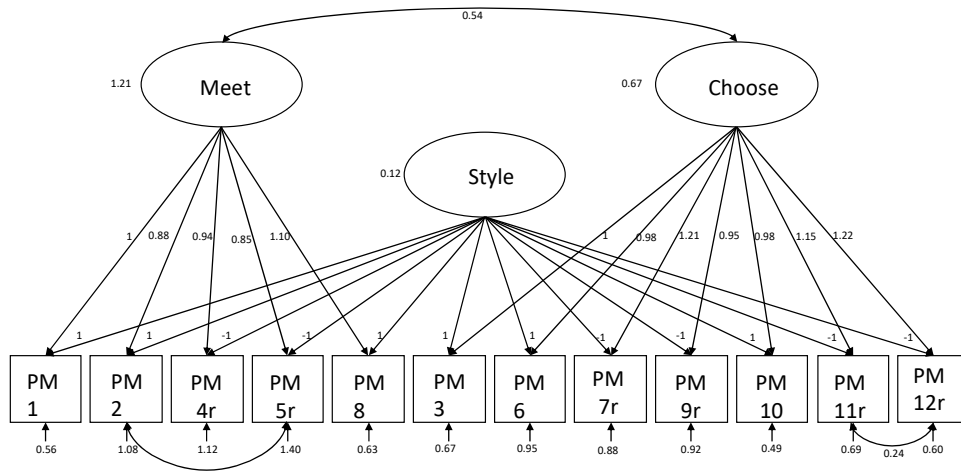 0.54
1.21
Meet
0.67
Choose
0.12
Style
1
0.88
0.94
0.85
1.10
1
0.98
1.21
0.95
0.98
1.15
1.22
1
1
-1
-1
1
1
1
-1
-1
1
-1
-1
PM 1
PM 2
PM 4r
PM 5r
PM 8
PM 3
PM 6
PM 7r
PM 9r
PM 10
PM 11r
PM 12r
0.56
1.08
1.12
1.40
0.63
0.67
0.95
0.88
0.92
0.49
0.69
0.24
0.60